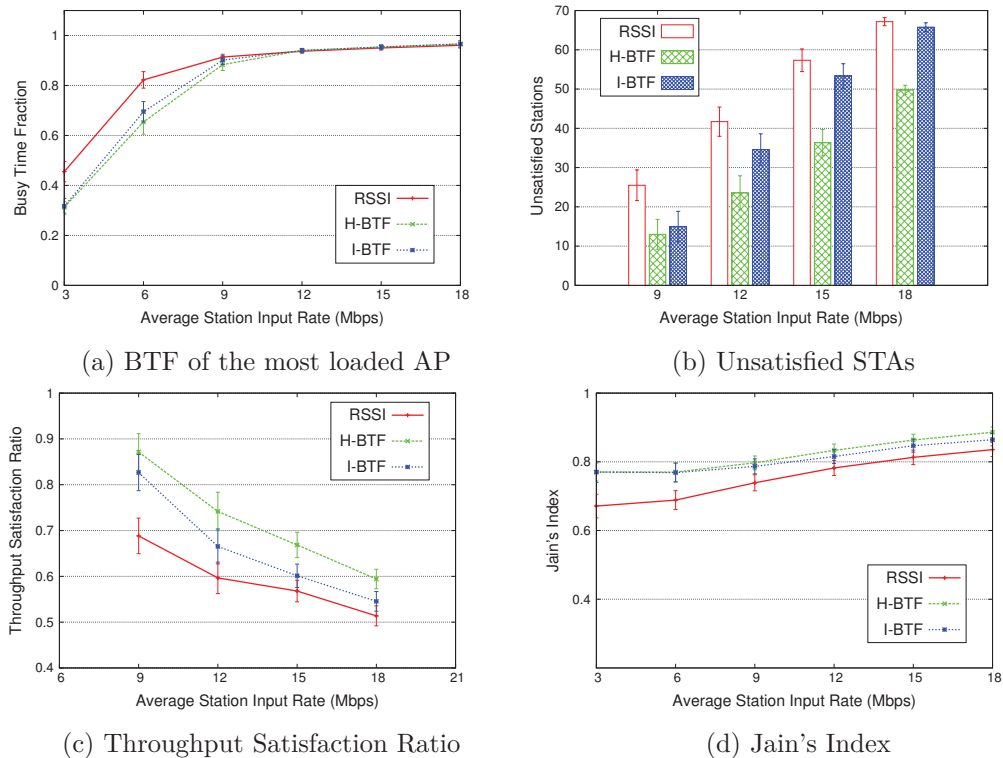 1
0.8
0.6
0.4
0.2
0
Busy Time Fraction
RSSI
H-BTF
I-BTF
3 6 9 12 15 18
Average Station Input Rate (Mbps)
(a) BTF of the most loaded AP
70
60
50
40
30
20
10
0
Unsatisfied Stations
RSSI
H-BTF
I-BTF
9 12 15 18
Average Station Input Rate (Mbps)
(b) Unsatisfied STAs
1
0.9
0.8
0.7
0.6
0.5
0.4
Throughput Satisfaction Ratio
RSSI
H-BTF
I-BTF
6 9 12 15 18 21
Average Station Input Rate (Mbps)
(c) Throughput Satisfaction Ratio
1
0.8
0.6
0.4
Jain's Index
RSSI
H-BTF
I-BTF
3 6 9 12 15 18
Average Station Input Rate (Mbps)
(d) Jain's Index